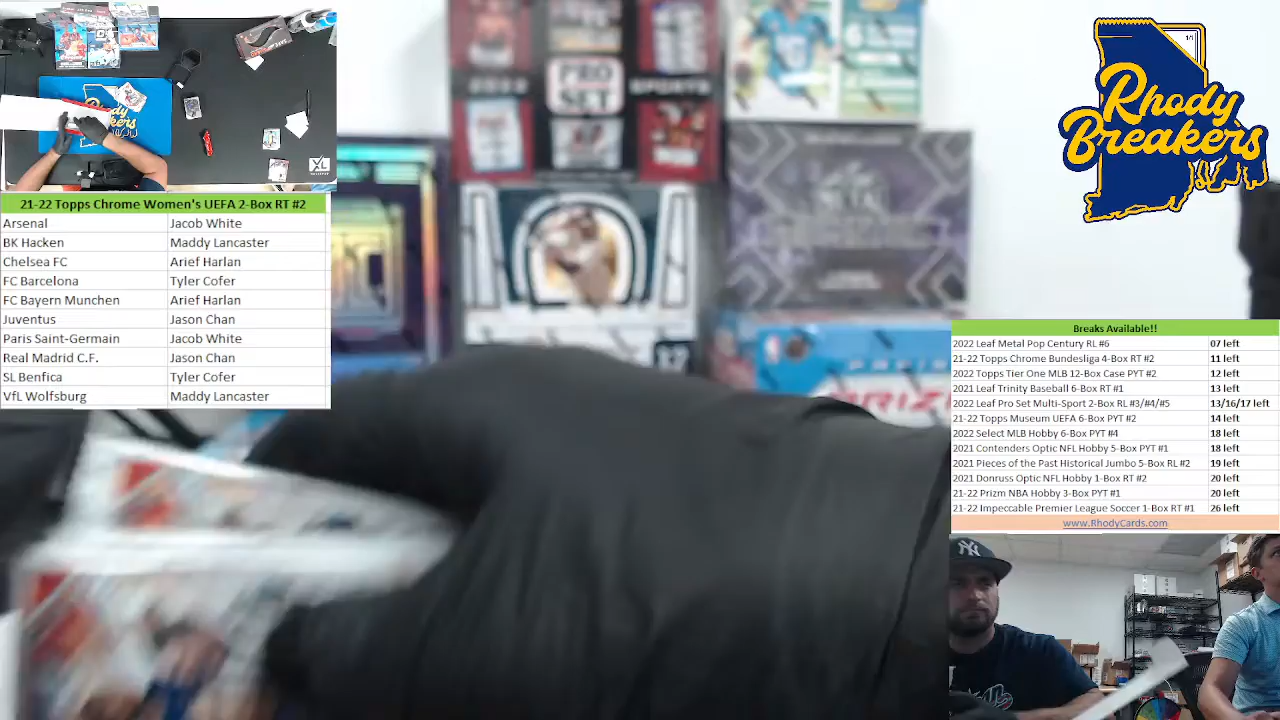 21-22 Topps Chrome Women's UEFA 2-Box RT #2
Arsenal Jacob White
BK Hacken Maddy Lancaster
Chelsea FC Arief Harlan
FC Barcelona Tyler Cofer
FC Bayern Munchen Arief Harlan
Juventus Jason Chan
Paris Saint-Germain Jacob White
Real Madrid C.F. Jason Chan
SL Benfica Tyler Cofer
VfL Wolfsburg Maddy Lancaster
Rhody
Breakers
XL
PRO
SET
SPORTS
PRIZM
Rhody
Breakers
1/1
Breaks Available!!
2022 Leaf Metal Pop Century RL #6 07 left
21-22 Topps Chrome Bundesliga 4-Box RT #2 11 left
2022 Topps Tier One MLB 12-Box Case PYT #2 12 left
2021 Leaf Trinity Baseball 6-Box RT #1 13 left
2022 Leaf Pro Set Multi-Sport 2-Box RL #3/#4/#5 13/16/17 left
21-22 Topps Museum UEFA 6-Box PYT #2 14 left
2022 Select MLB Hobby 6-Box PYT #4 18 left
2021 Contenders Optic NFL Hobby 5-Box PYT #1 18 left
2021 Pieces of the Past Historical Jumbo 5-Box RL #2 19 left
2021 Donruss Optic NFL Hobby 1-Box RT #2 20 left
21-22 Prizm NBA Hobby 3-Box PYT #1 20 left
21-22 Impeccable Premier League Soccer 1-Box RT #1 26 left
www.RhodyCards.com